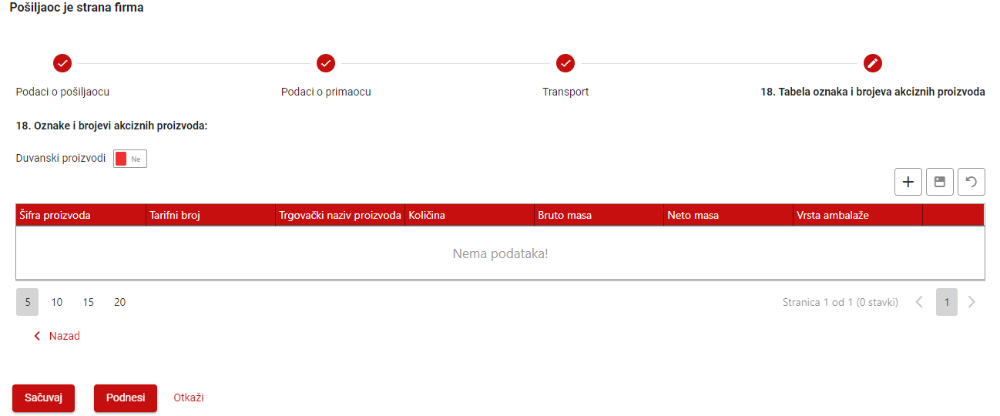 Pošiljaoc je strana firma
Podaci o pošiljaocu
Podaci o primaocu
Transport
18. Tabela oznaka i brojeva akciznih proizvoda
18. Oznake i brojevi akciznih proizvoda:
Duvanski proizvodi Ne
Šifra proizvoda Tarifni broj Trgovački naziv proizvoda Količina Bruto masa Neto masa Vrsta ambalaže
Nema podataka!
5 10 15 20 Stranica 1 od 1 (0 stavki) 1
Nazad
Sačuvaj Podnesi Otkaži